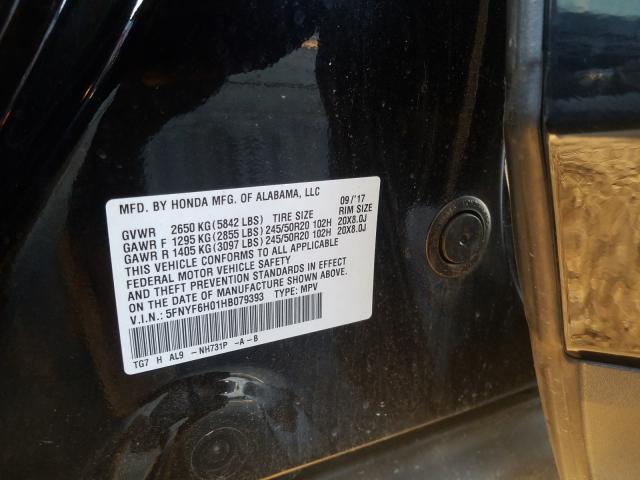 MFD. BY HONDA MFG. OF ALABAMA, LLC 09/'17
GVWR 2650 KG (5842 LBS) TIRE SIZE RIM SIZE
GAWR F 1295 KG (2855 LBS) 245/50R20 102H 20X8.0J
GAWR R 1405 KG (3097 LBS) 245/50R20 102H 20X8.0J
THIS VEHICLE CONFORMS TO ALL APPLICABLE
FEDERAL MOTOR VEHICLE SAFETY
AND THEFT PREVENTION STANDARDS IN EFFECT
ON THE DATE OF MANUFACTURE SHOWN ABOVE.
V.I.N.: 5FNYF6H01HB079393 TYPE: MPV
TG7 H AL9 -NH731P -A-B